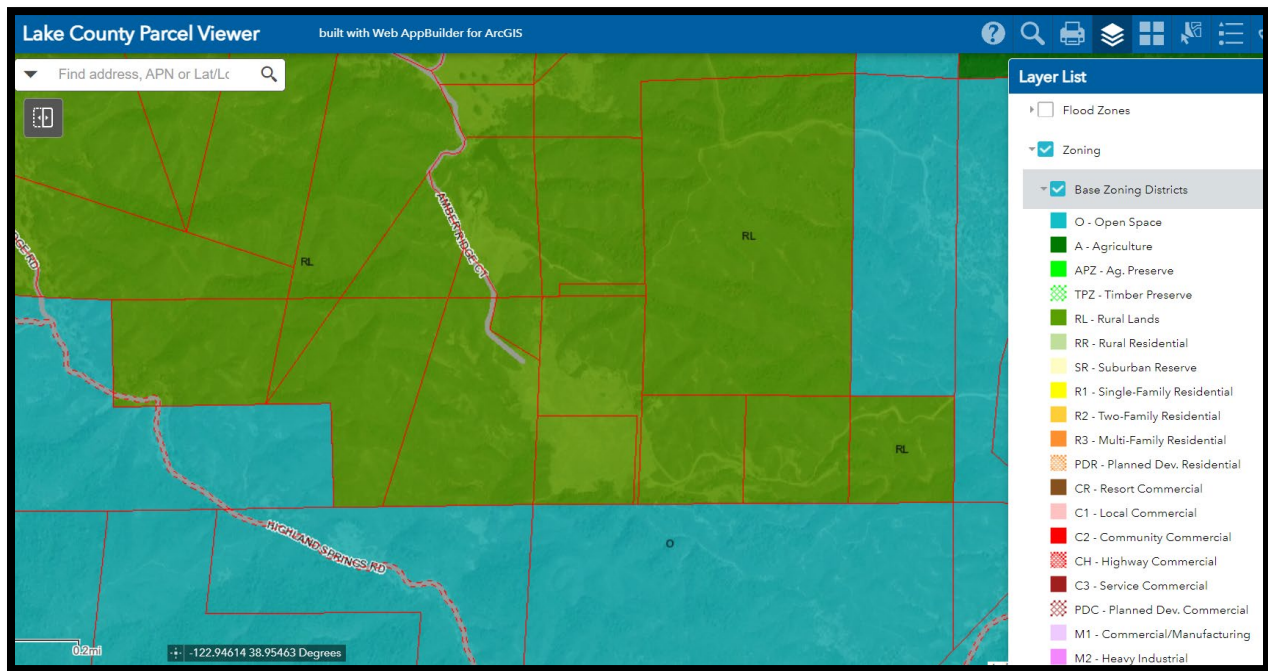 Lake County Parcel Viewer
built with Web AppBuilder for ArcGIS
?
Find address, APN or Lat/Lc
Layer List
Flood Zones
Zoning
Base Zoning Districts
O - Open Space
A - Agriculture
APZ - Ag. Preserve
TPZ - Timber Preserve
RL - Rural Lands
RR - Rural Residential
SR - Suburban Reserve
R1 - Single-Family Residential
R2 - Two-Family Residential
R3 - Multi-Family Residential
PDR - Planned Dev. Residential
CR - Resort Commercial
C1 - Local Commercial
C2 - Community Commercial
CH - Highway Commercial
C3 - Service Commercial
PDC - Planned Dev. Commercial
M1 - Commercial/Manufacturing
M2 - Heavy Industrial
AMBER RIDGE CT
RL
RL
RL
O
HIGHLAND SPRINGS RD
0.2mi
-122.94614 38.95463 Degrees